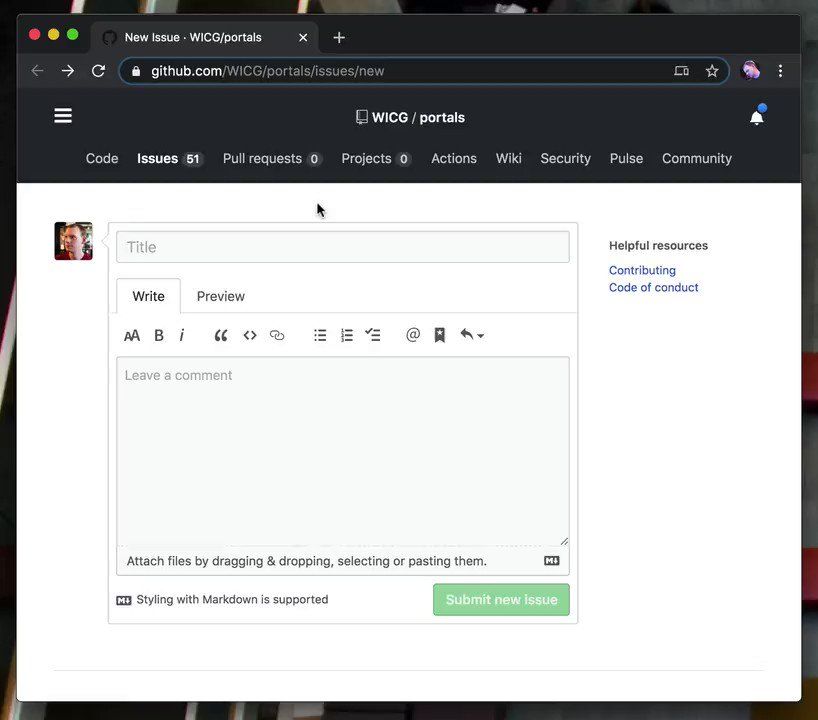 New Issue · WICG/portals
github.com/WICG/portals/issues/new
WICG / portals
Code Issues 51 Pull requests 0 Projects 0 Actions Wiki Security Pulse Community
Title
Helpful resources
Contributing
Code of conduct
Write Preview
AA B i
Leave a comment
Attach files by dragging & dropping, selecting or pasting them.
Styling with Markdown is supported
Submit new issue